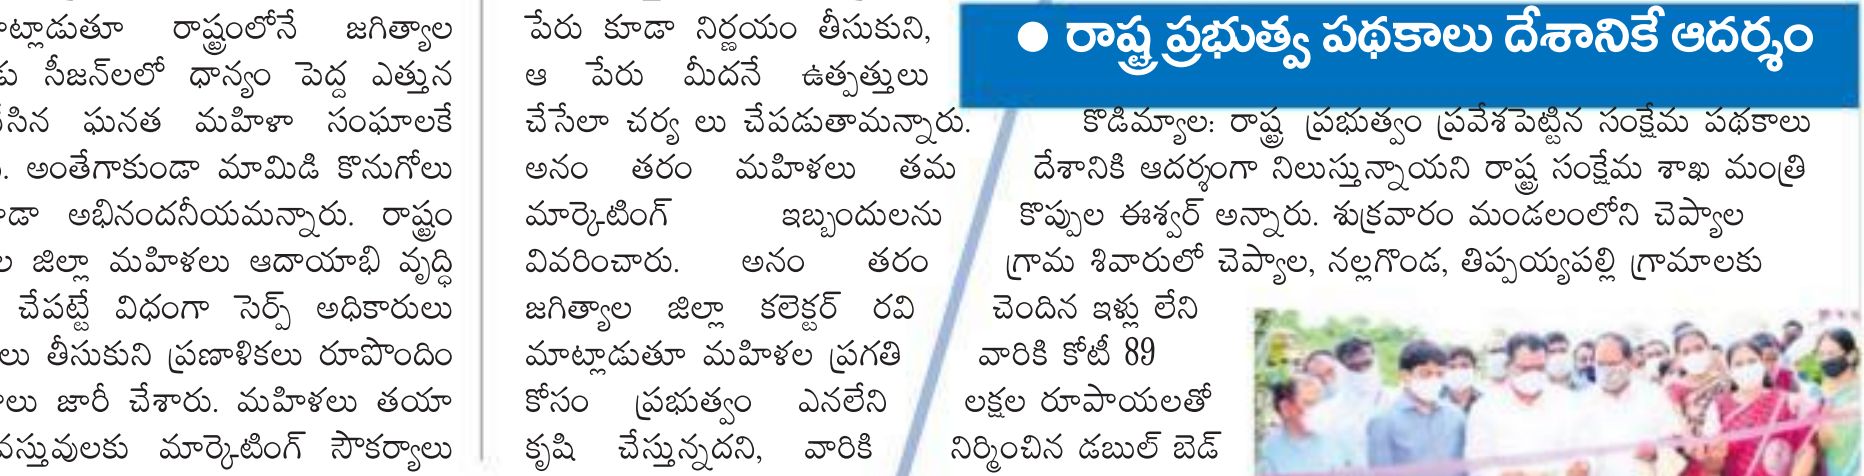 రాష్ట్రంలోనే జగిత్యాల
సీజన్‌లలో ధాన్యం పెద్ద ఎత్తున
ఘనత మహిళా సంఘాలకే
అంతేగాకుండా మామిడి కొనుగోలు
అభినందనీయమన్నారు. రాష్ట్రం
జిల్లా మహిళలు ఆదాయాభి వృద్ధి
చేపట్టే విధంగా సెర్ప్ అధికారులు
తీసుకుని ప్రణాళికలు రూపొందిం
జారీ చేశారు. మహిళలు తయా
వస్తువులకు మార్కెటింగ్ సౌకర్యాలు
పేరు కూడా నిర్ణయం తీసుకుని,
ఆ పేరు మీదనే ఉత్పత్తులు
చేసేలా చర్య లు చేపడుతామన్నారు.
అనం తరం మహిళలు తమ
మార్కెటింగ్ ఇబ్బందులను
వివరించారు. అనం తరం
జగిత్యాల జిల్లా కలెక్టర్ రవి
మాట్లాడుతూ మహిళల ప్రగతి
కోసం ప్రభుత్వం ఎనలేని
కృషి చేస్తున్నదని, వారికి
● రాష్ట్ర ప్రభుత్వ పథకాలు దేశానికే ఆదర్శం
కొడిమ్యాల: రాష్ట్ర ప్రభుత్వం ప్రవేశపెట్టిన సంక్షేమ పథకాలు
దేశానికి ఆదర్శంగా నిలుస్తున్నాయని రాష్ట్ర సంక్షేమ శాఖ మంత్రి
కొప్పుల ఈశ్వర్ అన్నారు. శుక్రవారం మండలంలోని చెప్యాల
గ్రామ శివారులో చెప్యాల, నల్లగొండ, తిప్పయ్యపల్లి గ్రామాలకు
చెందిన ఇళ్లు లేని
వారికి కోటీ 89
లక్షల రూపాయలతో
నిర్మించిన డబుల్ బెడ్